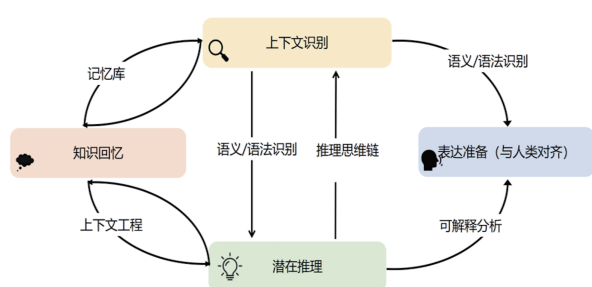 上下文识别
记忆库
语义/语法识别
知识回忆
语义/语法识别
推理思维链
表达准备（与人类对齐）
上下文工程
可解释分析
潜在推理